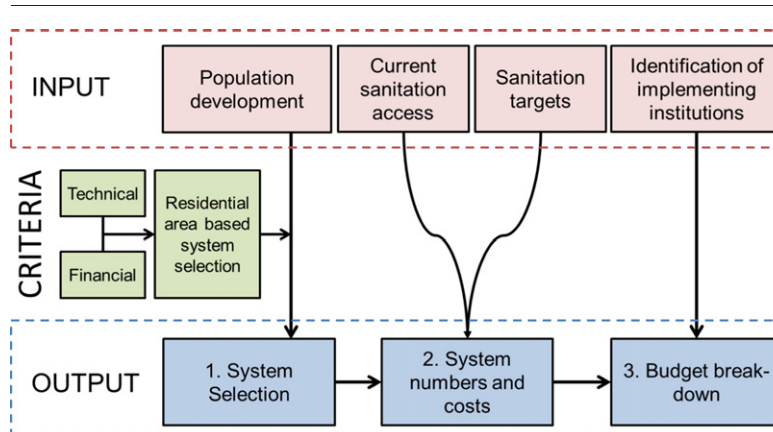 INPUT
Population
development
Current
sanitation
access
Sanitation
targets
Identification of
implementing
institutions
CRITERIA
Technical
Financial
Residential
area based
system
selection
OUTPUT
1. System
Selection
2. System
numbers and
costs
3. Budget break-
down